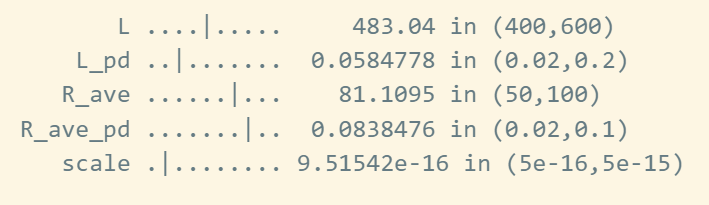 L ....|..... 483.04 in (400,600)
L_pd ..|....... 0.0584778 in (0.02,0.2)
R_ave ......|... 81.1095 in (50,100)
R_ave_pd .......|.. 0.0838476 in (0.02,0.1)
scale .|........ 9.51542e-16 in (5e-16,5e-15)